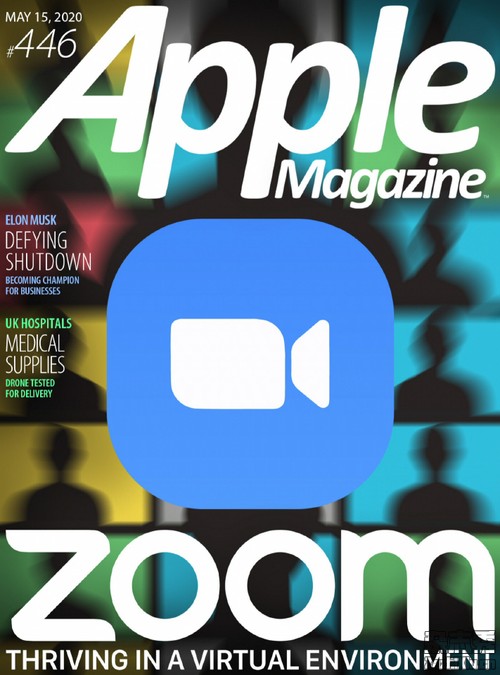 MAY 15, 2020
#446
Apple
Magazine
ELON MUSK
DEFYING
SHUTDOWN
BECOMING CHAMPION
FOR BUSINESSES
UK HOSPITALS
MEDICAL
SUPPLIES
DRONE TESTED
FOR DELIVERY
zoom
THRIVING IN A VIRTUAL ENVIRONMENT